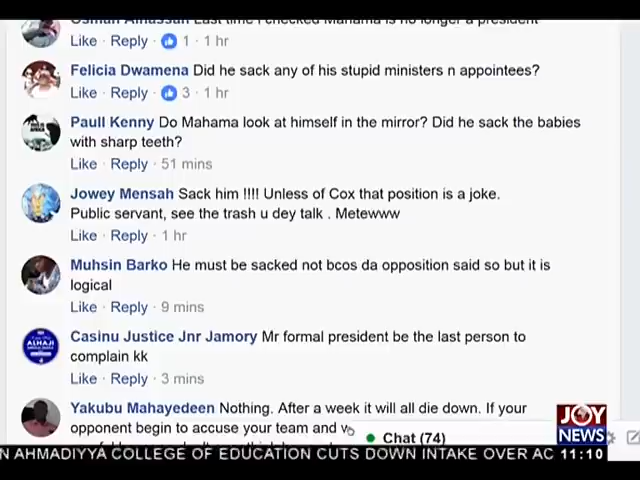 Osman Alhassan Last time I checked Mahama is no longer a president
Like · Reply · 1 · 1 hr
Felicia Dwamena Did he sack any of his stupid ministers n appointees?
Like · Reply · 3 · 1 hr
Paull Kenny Do Mahama look at himself in the mirror? Did he sack the babies
with sharp teeth?
Like · Reply · 51 mins
Jowey Mensah Sack him !!!! Unless of Cox that position is a joke.
Public servant, see the trash u dey talk . Metewww
Like · Reply · 1 hr
Muhsin Barko He must be sacked not bcos da opposition said so but it is
logical
Like · Reply · 9 mins
Casinu Justice Jnr Jamory Mr formal president be the last person to
complain kk
Like · Reply · 3 mins
ALHAJI
Yakubu Mahayedeen Nothing. After a week it will all die down. If your
opponent begin to accuse your team and
Chat (74)
JOY
NEWS
N AHMADIYYA COLLEGE OF EDUCATION CUTS DOWN INTAKE OVER AC 11:10